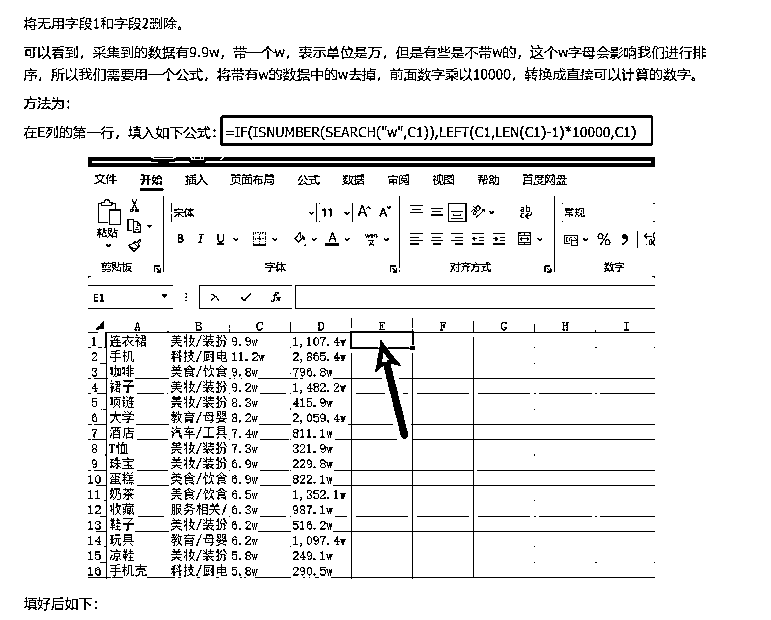 将无用字段1和字段2删除。
可以看到，采集到的数据有9.9w，带一个w，表示单位是万，但是有些是不带w的，这个w字母会影响我们进行排
序，所以我们需要用一个公式，将带有w的数据中的w去掉，前面数字乘以10000，转换成直接可以计算的数字。
方法为：
在E列的第一行，填入如下公式：=IF(ISNUMBER(SEARCH("w",C1)),LEFT(C1,LEN(C1)-1)*10000,C1)
文件 开始 插入 页面布局 公式 数据 审阅 视图 帮助 百度网盘
宋体 11 A A 常规
粘贴 B I U A wén %
剪贴板 字体 对齐方式 数字
E1 fx
A B C D E F G H I
1 连衣裙 美妆/装扮 9.9w 1,107.4w
2 手机 科技/厨电 11.2w 2,865.4w
3 咖啡 美食/饮食 9.8w 796.8w
4 裙子 美妆/装扮 9.2w 1,482.2w
5 项链 美妆/装扮 8.3w 415.9w
6 大学 教育/母婴 8.2w 2,059.4w
7 酒店 汽车/工具 7.4w 811.1w
8 T恤 美妆/装扮 7.3w 321.9w
9 珠宝 美妆/装扮 6.9w 229.8w
10 蛋糕 美食/饮食 6.9w 822.1w
11 奶茶 美食/饮食 6.5w 1,352.1w
12 收藏 服务相关/ 6.3w 987.1w
13 鞋子 美妆/装扮 6.2w 516.2w
14 玩具 教育/母婴 6.2w 1,097.4w
15 凉鞋 美妆/装扮 5.8w 249.1w
16 手机壳 科技/厨电 5.8w 290.5w
填好后如下：